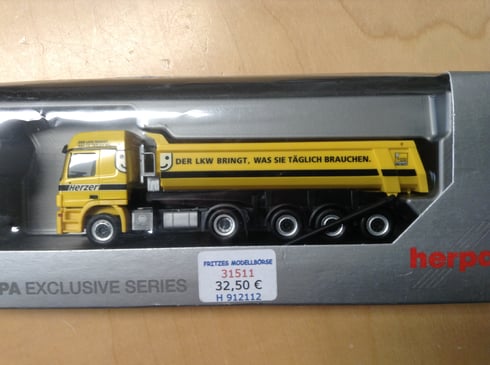 DER LKW BRINGT, WAS SIE TÄGLICH BRAUCHEN.
Herzer
herpa
PA EXCLUSIVE SERIES
FRITZES MODELLBÖRSE
31511
32,50 €
H 912112